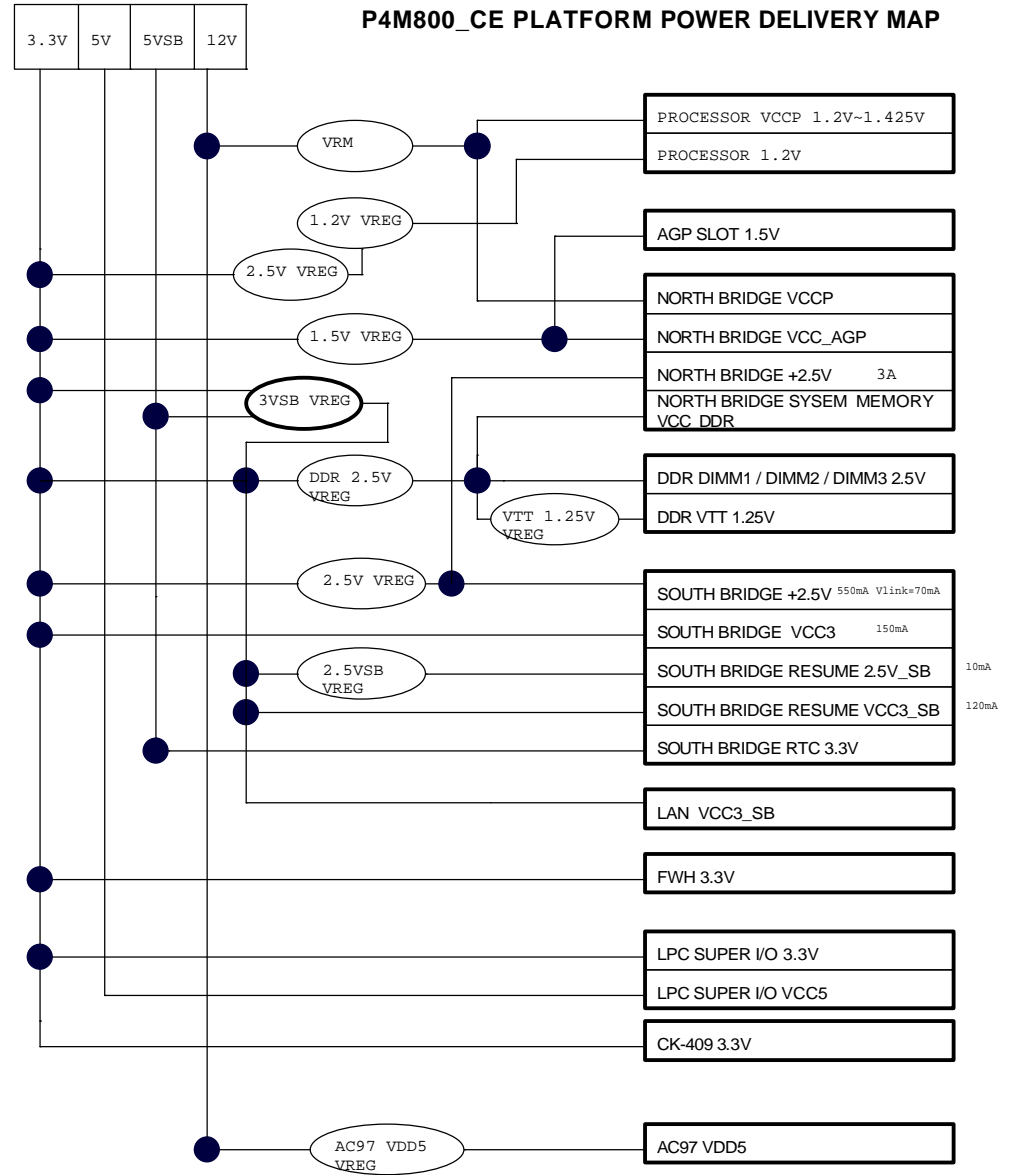 P4M800_CE PLATFORM POWER DELIVERY MAP
3.3V
5V
5VSB
12V
PROCESSOR VCCP 1.2V~1.425V
VRM
PROCESSOR 1.2V
1.2V VREG
AGP SLOT 1.5V
2.5V VREG
NORTH BRIDGE VCCP
1.5V VREG
NORTH BRIDGE VCC_AGP
NORTH BRIDGE +2.5V 3A
3VSB VREG
NORTH BRIDGE SYSEM MEMORY
VCC DDR
DDR 2.5V
VREG
DDR DIMM1 / DIMM2 / DIMM3 2.5V
VTT 1.25V
VREG
DDR VTT 1.25V
2.5V VREG
SOUTH BRIDGE +2.5V 550mA Vlink=70mA
SOUTH BRIDGE VCC3 150mA
2.5VSB
VREG
SOUTH BRIDGE RESUME 2.5V_SB 10mA
SOUTH BRIDGE RESUME VCC3_SB 120mA
SOUTH BRIDGE RTC 3.3V
LAN VCC3_SB
FWH 3.3V
LPC SUPER I/O 3.3V
LPC SUPER I/O VCC5
CK-409 3.3V
AC97 VDD5
VREG
AC97 VDD5